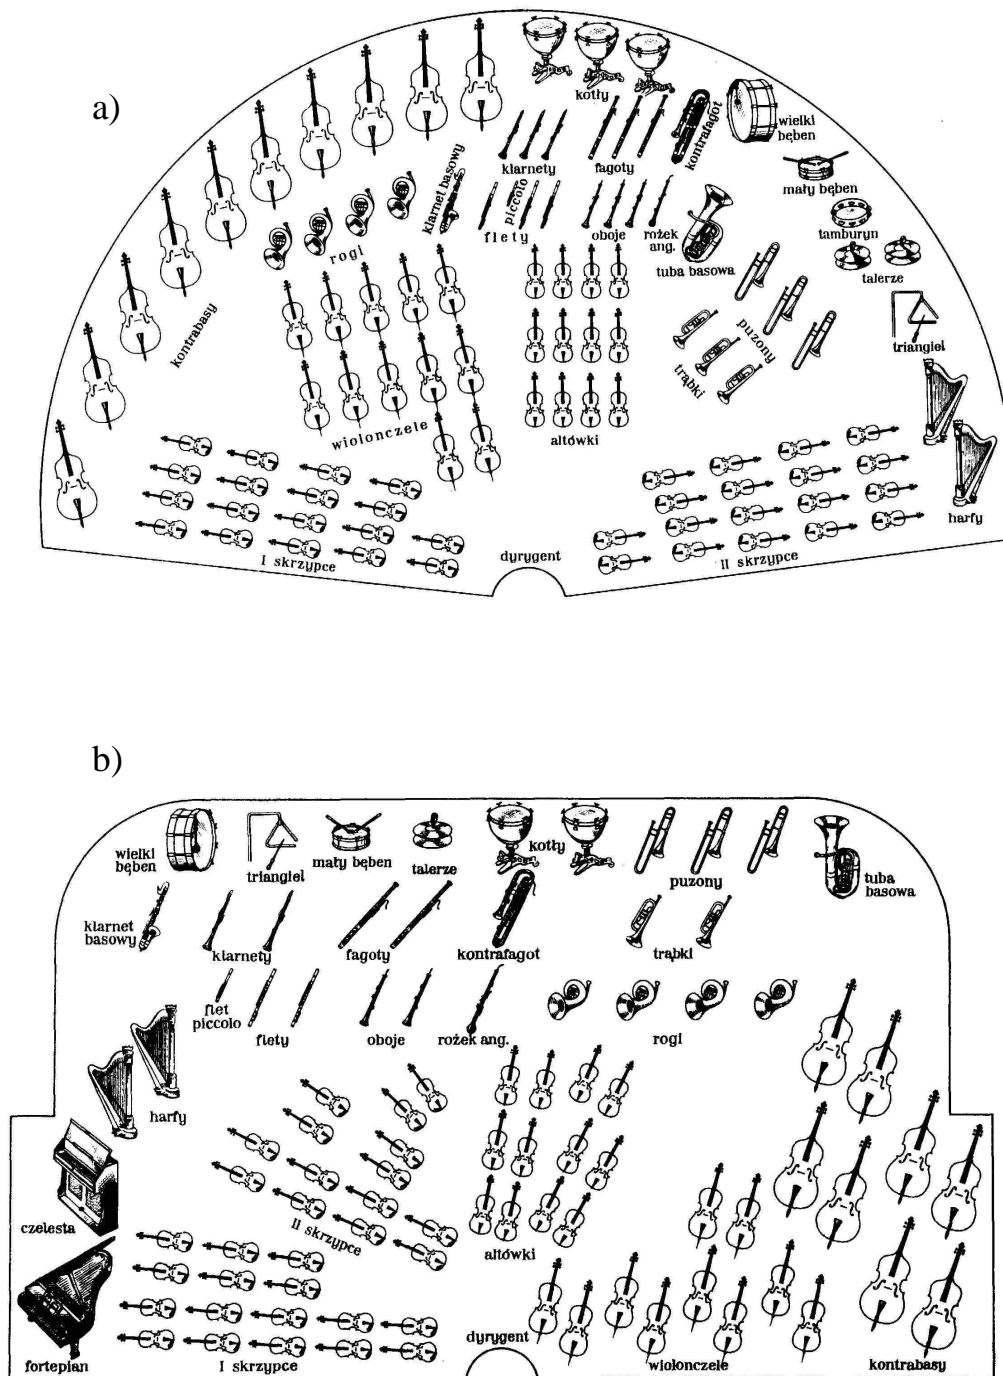 a)
kotły
wielki
bęben
kontrafagot
klarnety
fagoty
mały bęben
klarnet basowy
piccolo
flety
oboje
rożek
ang.
tamburyn
rogi
tuba basowa
talerze
kontrabasy
puzony
triangiel
trąbki
wiolonczele
altówki
harfy
I skrzypce
dyrygent
II skrzypce
b)
wielki
bęben
triangiel
mały bęben
talerze
kotły
puzony
tuba
basowa
klarnet
basowy
klarnety
fagoty
kontrafagot
trąbki
flet
piccolo
flety
oboje
rożek ang.
rogi
harfy
czelesta
II skrzypce
altówki
fortepian
I skrzypce
dyrygent
wiolonczele
kontrabasy